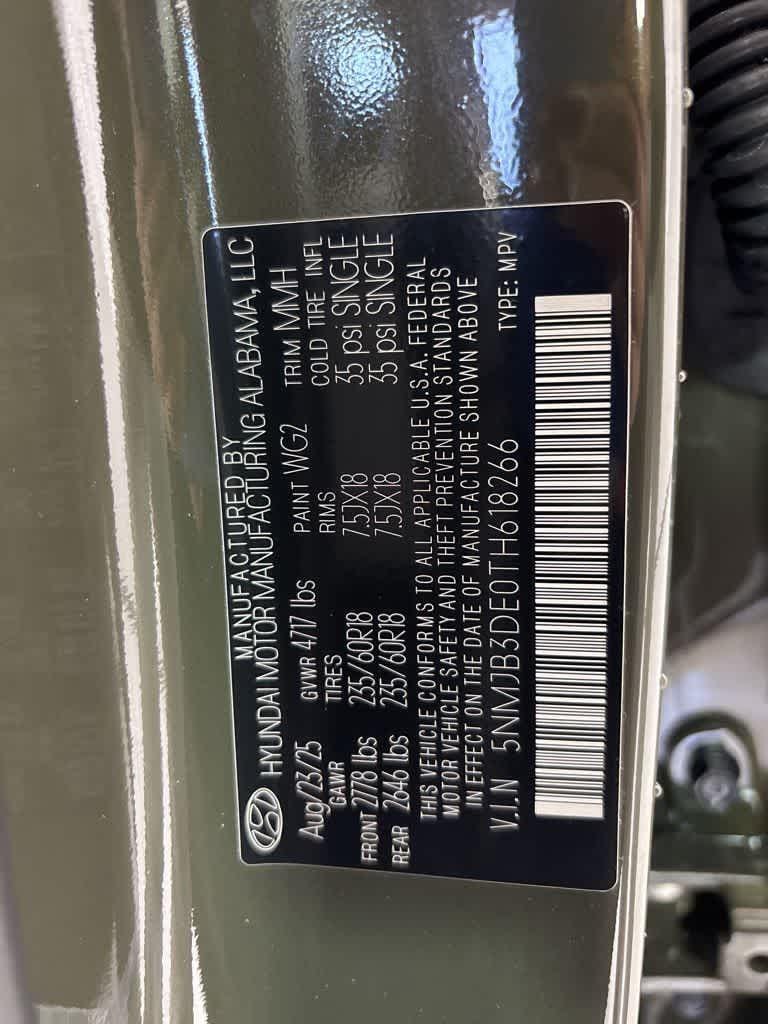 MANUFACTURED BY
HYUNDAI MOTOR MANUFACTURING ALABAMA, LLC
Aug/23/25 GVWR 4717 lbs PAINT WG2 TRIM MMH
GAWR TIRES RIMS COLD TIRE INFL
FRONT 2778 lbs 235/60R18 7.5JX18 35 psi SINGLE
REAR 2646 lbs 235/60R18 7.5JX18 35 psi SINGLE
THIS VEHICLE CONFORMS TO ALL APPLICABLE U.S.A. FEDERAL
MOTOR VEHICLE SAFETY AND THEFT PREVENTION STANDARDS
IN EFFECT ON THE DATE OF MANUFACTURE SHOWN ABOVE
V.I.N 5NMJB3DE0TH618266 TYPE: MPV